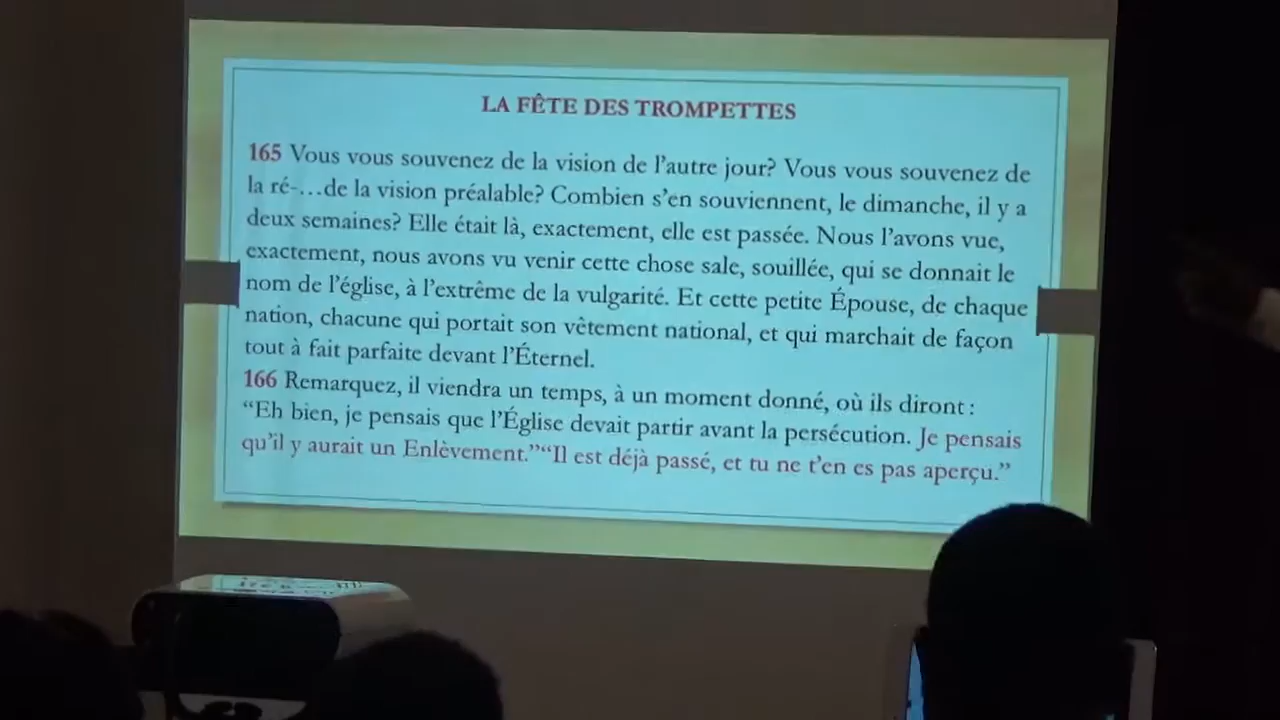 LA FÊTE DES TROMPETTES
165 Vous vous souvenez de la vision de l'autre jour? Vous vous souvenez de
la ré-...de la vision préalable? Combien s'en souviennent, le dimanche, il y a
deux semaines? Elle était là, exactement, elle est passée. Nous l'avons vue,
exactement, nous avons vu venir cette chose sale, souillée, qui se donnait le
nom de l'église, à l'extrême de la vulgarité. Et cette petite Épouse, de chaque
nation, chacune qui portait son vêtement national, et qui marchait de façon
tout à fait parfaite devant l'Éternel.
166 Remarquez, il viendra un temps, à un moment donné, où ils diront :
“Eh bien, je pensais que l'Église devait partir avant la persécution. Je pensais
qu'il y aurait un Enlèvement.”“Il est déjà passé, et tu ne t'en es pas aperçu.”